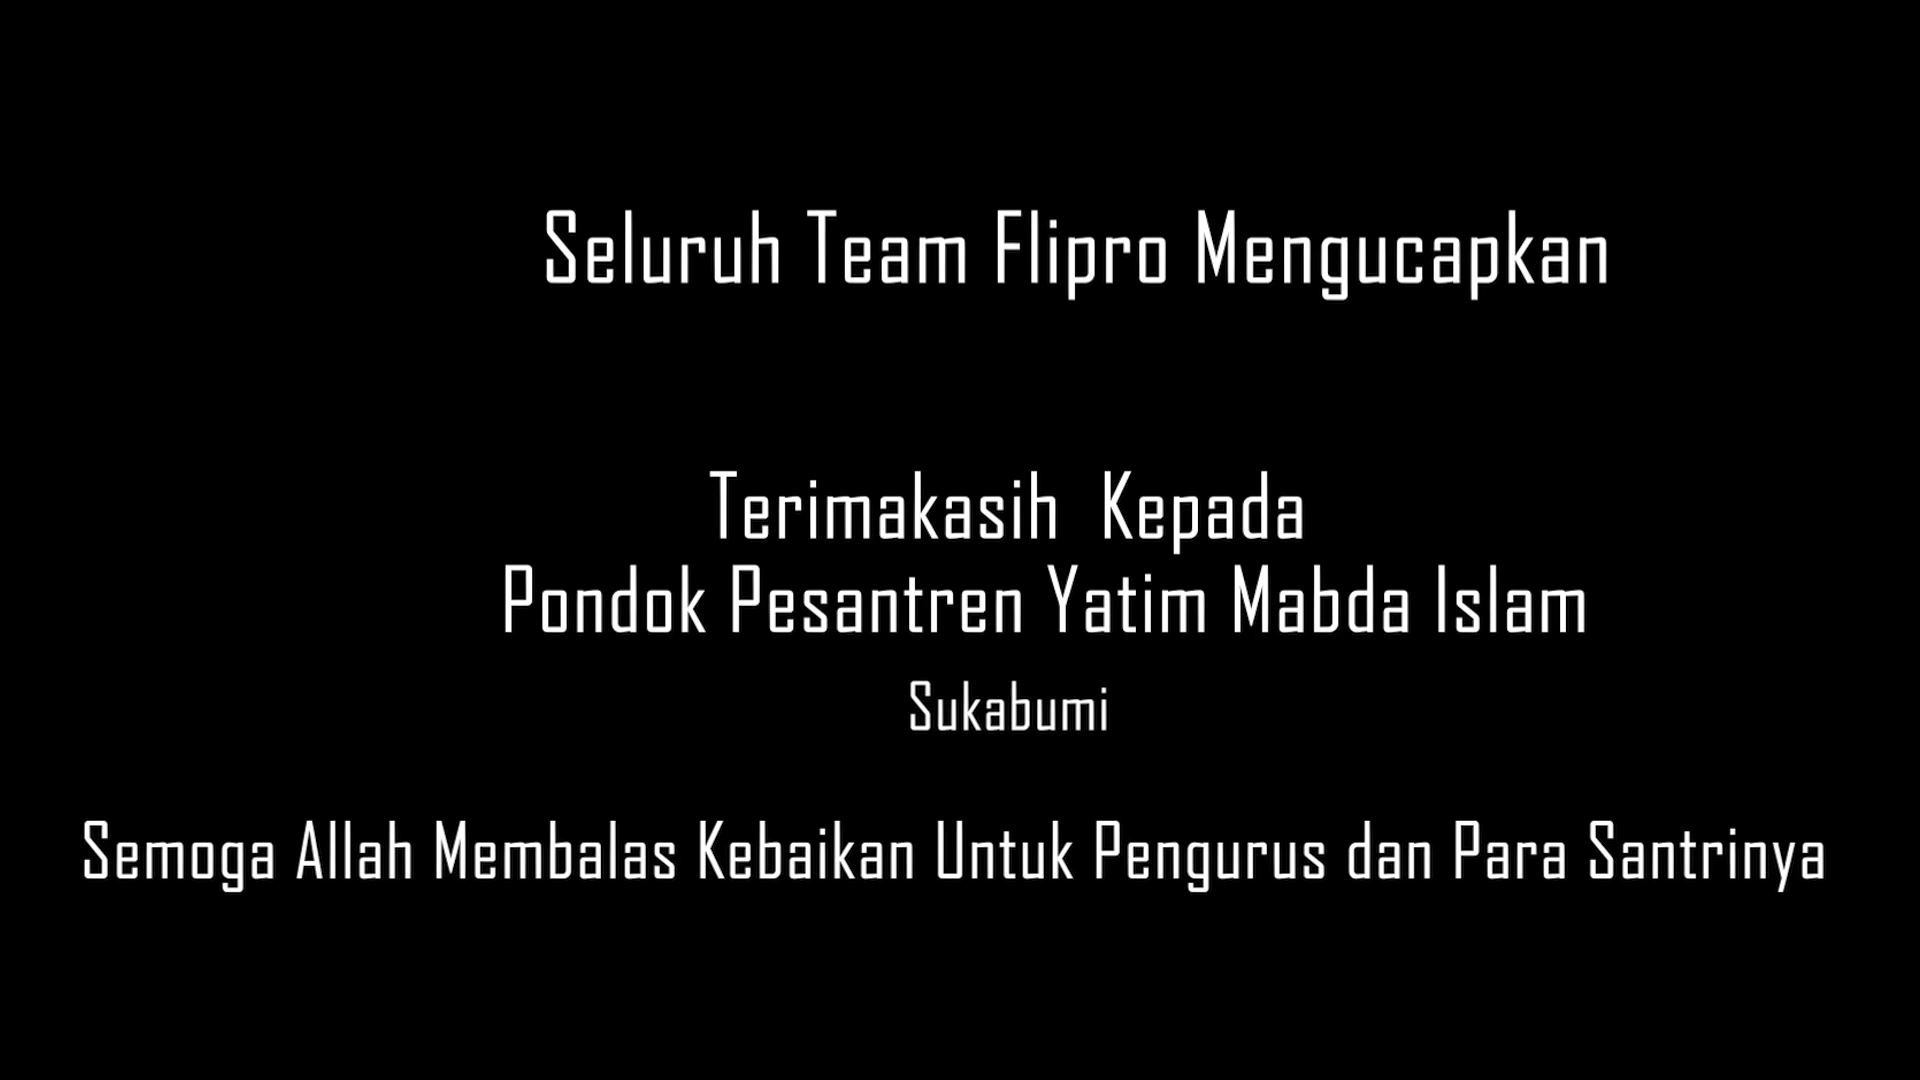 Seluruh Team Flipro Mengucapkan
Terimakasih Kepada
Pondok Pesantren Yatim Mabda Islam
Sukabumi
Semoga Allah Membalas Kebaikan Untuk Pengurus dan Para Santrinya